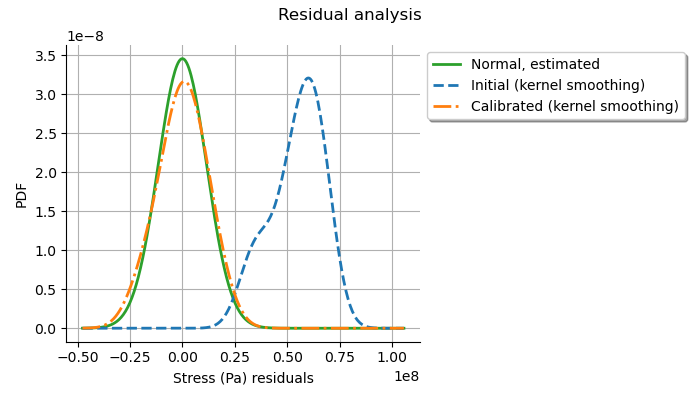 Residual analysis
1e−8
Normal, estimated
Initial (kernel smoothing)
Calibrated (kernel smoothing)
3.5
3.0
2.5
2.0
1.5
1.0
0.5
0.0
PDF
−0.50 −0.25 0.00 0.25 0.50 0.75 1.00
Stress (Pa) residuals
1e8